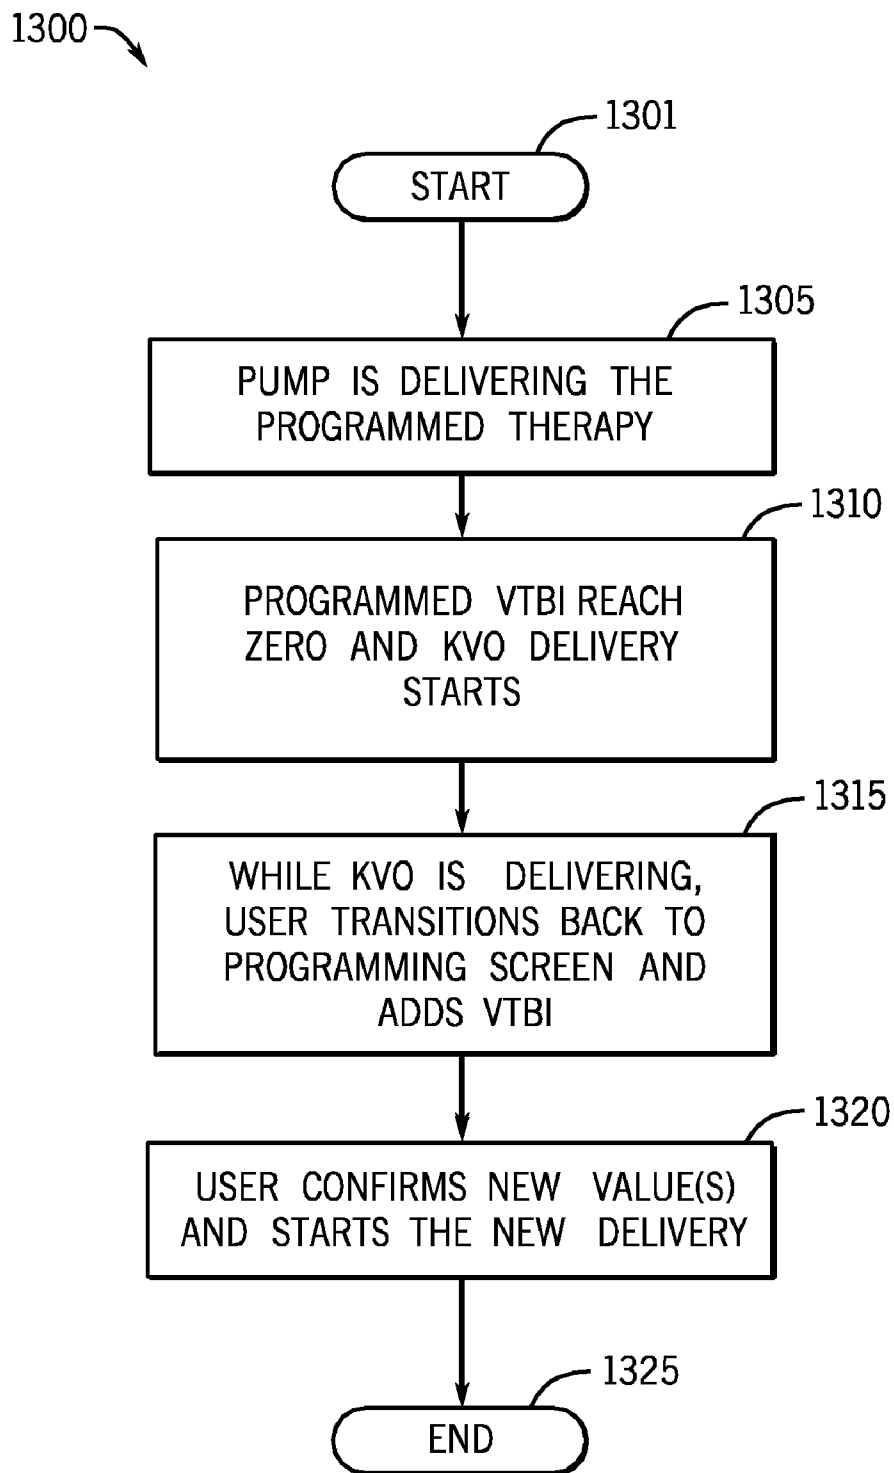 1300
1301
START
1305
PUMP IS DELIVERING THE
PROGRAMMED THERAPY
1310
PROGRAMMED VTBI REACH
ZERO AND KVO DELIVERY
STARTS
1315
WHILE KVO IS DELIVERING,
USER TRANSITIONS BACK TO
PROGRAMMING SCREEN AND
ADDS VTBI
1320
USER CONFIRMS NEW VALUE(S)
AND STARTS THE NEW DELIVERY
1325
END